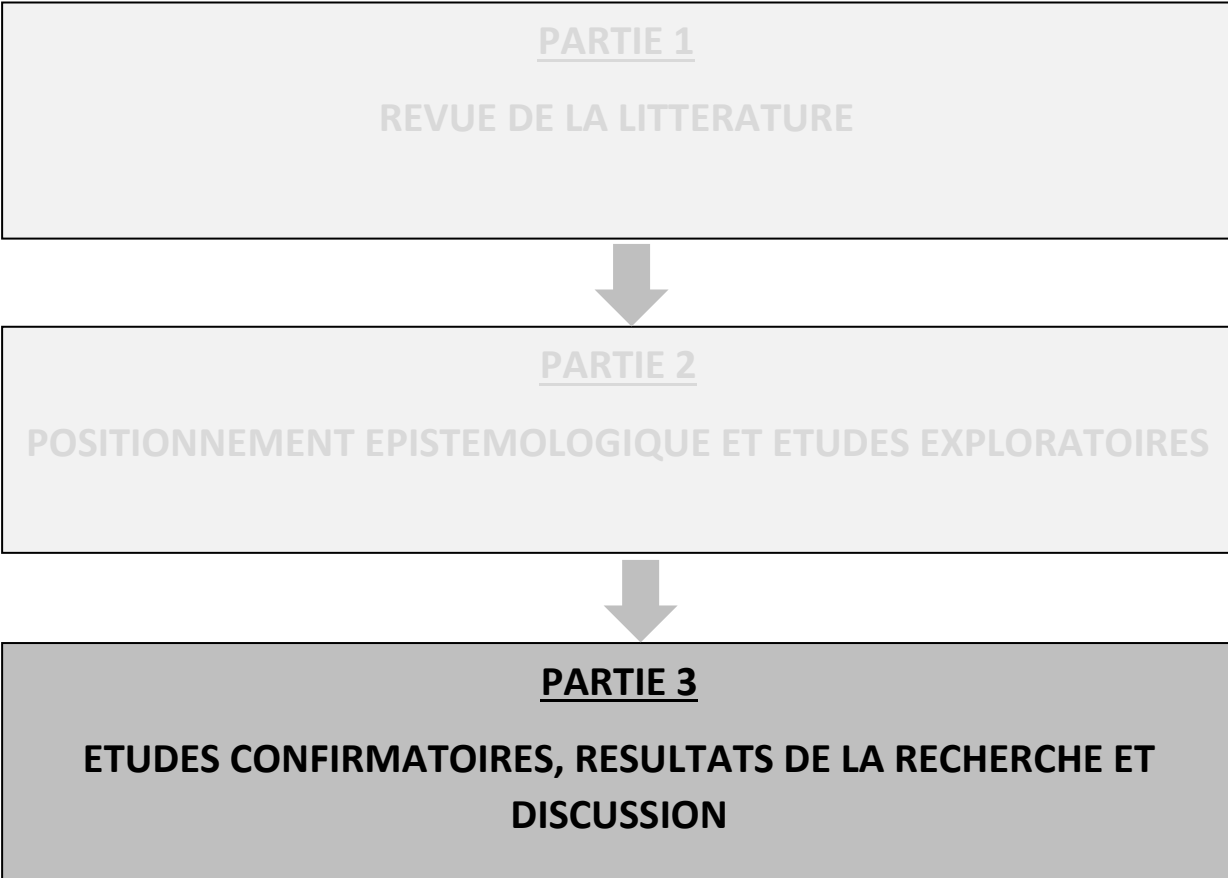 PARTIE 1
REVUE DE LA LITTERATURE
PARTIE 2
POSITIONNEMENT EPISTEMOLOGIQUE ET ETUDES EXPLORATOIRES
PARTIE 3
ETUDES CONFIRMATOIRES, RESULTATS DE LA RECHERCHE ET
DISCUSSION